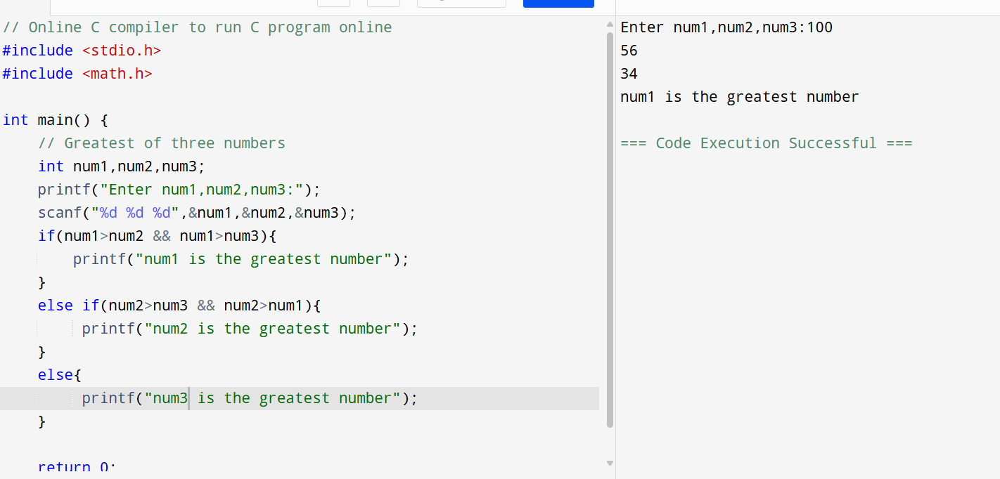 // Online C compiler to run C program online
#include <stdio.h>
#include <math.h>
int main() {
// Greatest of three numbers
int num1,num2,num3;
printf("Enter num1,num2,num3:");
scanf("%d %d %d",&num1,&num2,&num3);
if(num1>num2 && num1>num3){
printf("num1 is the greatest number");
}
else if(num2>num3 && num2>num1){
printf("num2 is the greatest number");
}
else{
printf("num3 is the greatest number");
}
return 0;
Enter num1,num2,num3:100
56
34
num1 is the greatest number
=== Code Execution Successful ===